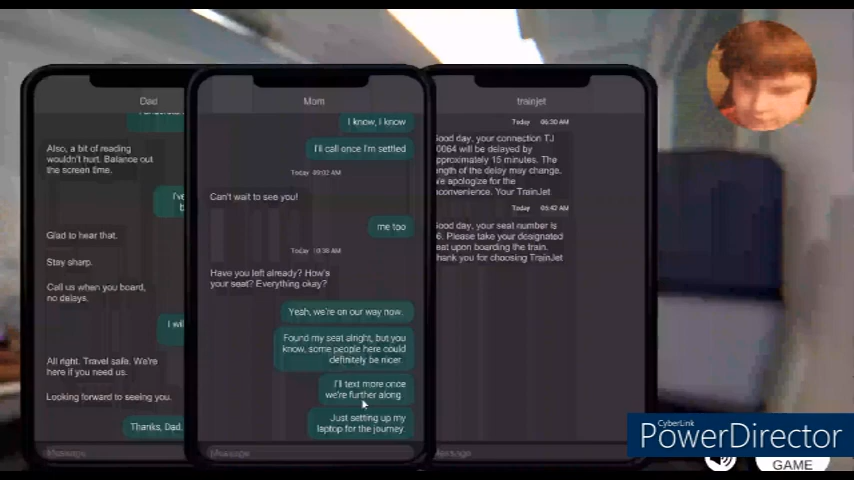 Dad
Also, a bit of reading
wouldn't hurt. Balance out
the screen time.
I've
Glad to hear that.
Stay sharp.
Call us when you board,
no delays.
I will
All right. Travel safe. We're
here if you need us.
Looking forward to seeing you.
Thanks, Dad.
Message
Mom
I know, I know
I'll call once I'm settled
Today 09:02 AM
Can't wait to see you!
me too
Today 10:38 AM
Have you left already? How's
your seat? Everything okay?
Yeah, we're on our way now.
Found my seat alright, but you
know, some people here could
definitely be nicer.
I'll text more once
we're further along.
Just setting up my
laptop for the journey.
Message
trainjet
Today 06:30 AM
Good day, your connection TJ
0064 will be delayed by
approximately 15 minutes. The
length of the delay may change.
We apologize for the
inconvenience. Your TrainJet
Today 06:42 AM
Good day, your seat number is
6. Please take your designated
seat upon boarding the train.
Thank you for choosing TrainJet
Message
CyberLink
PowerDirector
GAME